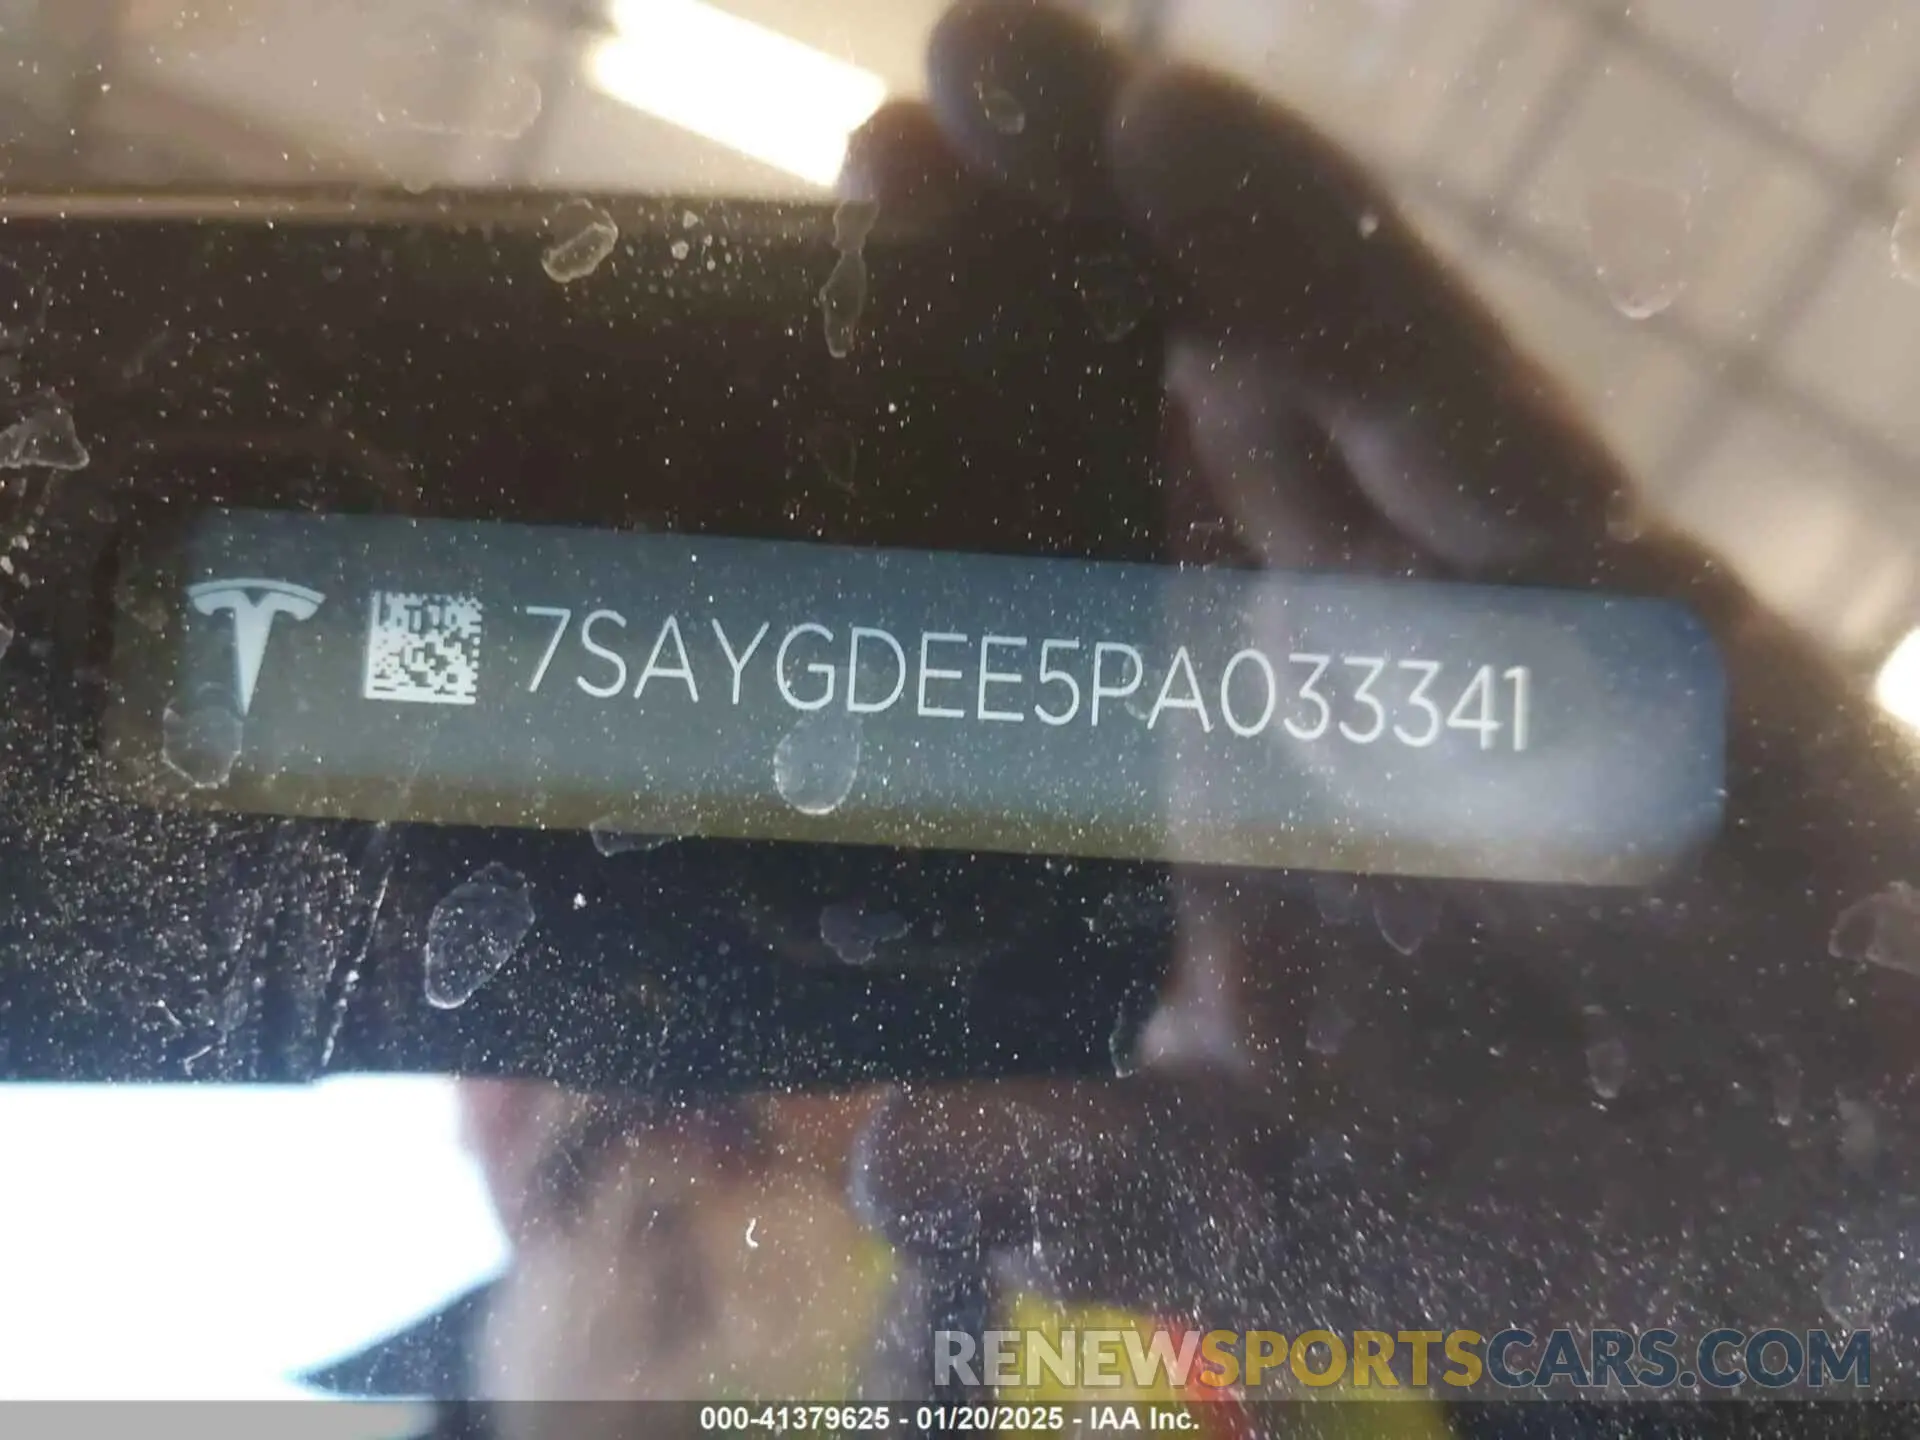 7SAYGDEE5PA033341
RENEWSPORTSCARS.COM
000-41379625 - 01/20/2025 - IAA Inc.